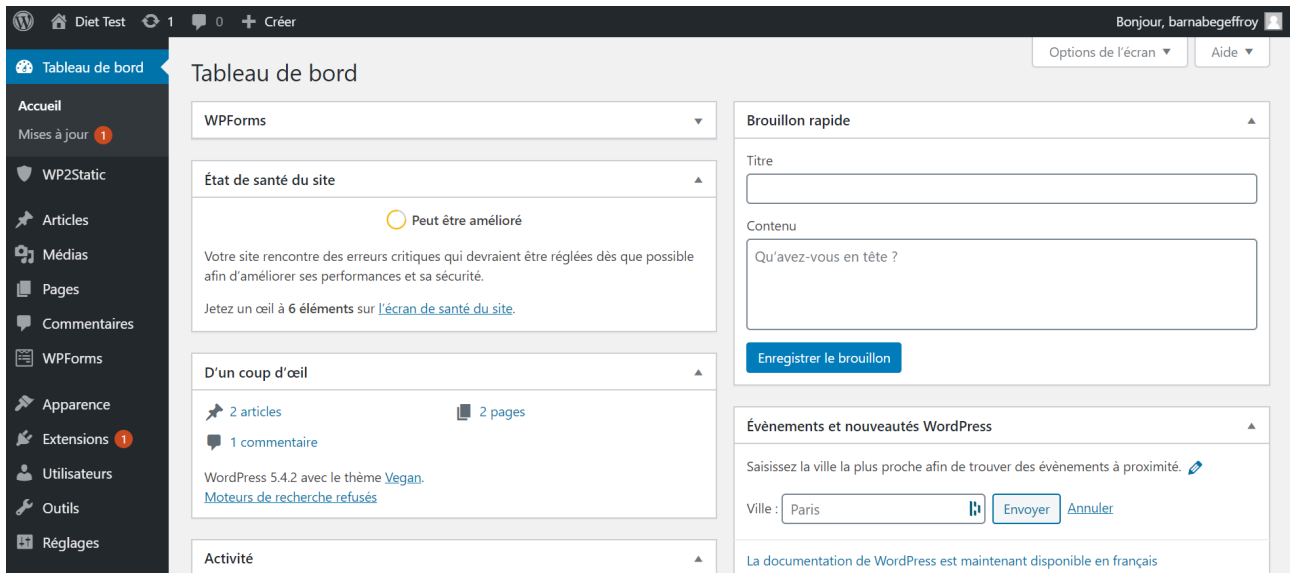 Diet Test 1 0 + Créer Bonjour, barnabegeffroy
Options de l'écran ▼ Aide ▼
Tableau de bord
Accueil
Mises à jour 1
WP2Static
Articles
Médias
Pages
Commentaires
WPForms
Apparence
Extensions 1
Utilisateurs
Outils
Réglages
Tableau de bord
WPForms
État de santé du site
Peut être amélioré
Votre site rencontre des erreurs critiques qui devraient être réglées dès que possible
afin d'améliorer ses performances et sa sécurité.
Jetez un œil à 6 éléments sur l'écran de santé du site.
D'un coup d'œil
2 articles 2 pages
1 commentaire
WordPress 5.4.2 avec le thème Vegan.
Moteurs de recherche refusés
Activité
Brouillon rapide
Titre
Contenu
Qu'avez-vous en tête ?
Enregistrer le brouillon
Évènements et nouveautés WordPress
Saisissez la ville la plus proche afin de trouver des évènements à proximité.
Ville : Paris Envoyer Annuler
La documentation de WordPress est maintenant disponible en français